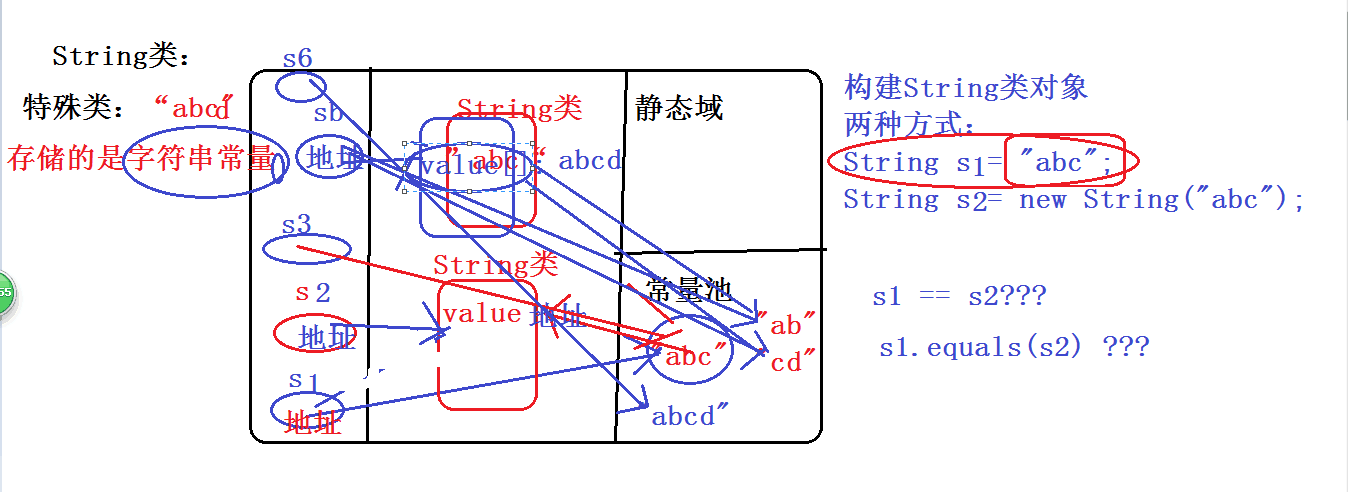 String类:
特殊类: “abcd"
存储的是字符串常量
s6
sb
地址
s3
s2
地址
s1
地址
String类
value[]:
"abc“
abcd
String类
value 地址
静态域
常量池
"ab"
"abc"
cd"
abcd"
构建String类对象
两种方式:
String s1= "abc";
String s2= new String("abc");
s1 == s2???
s1.equals(s2) ???
55